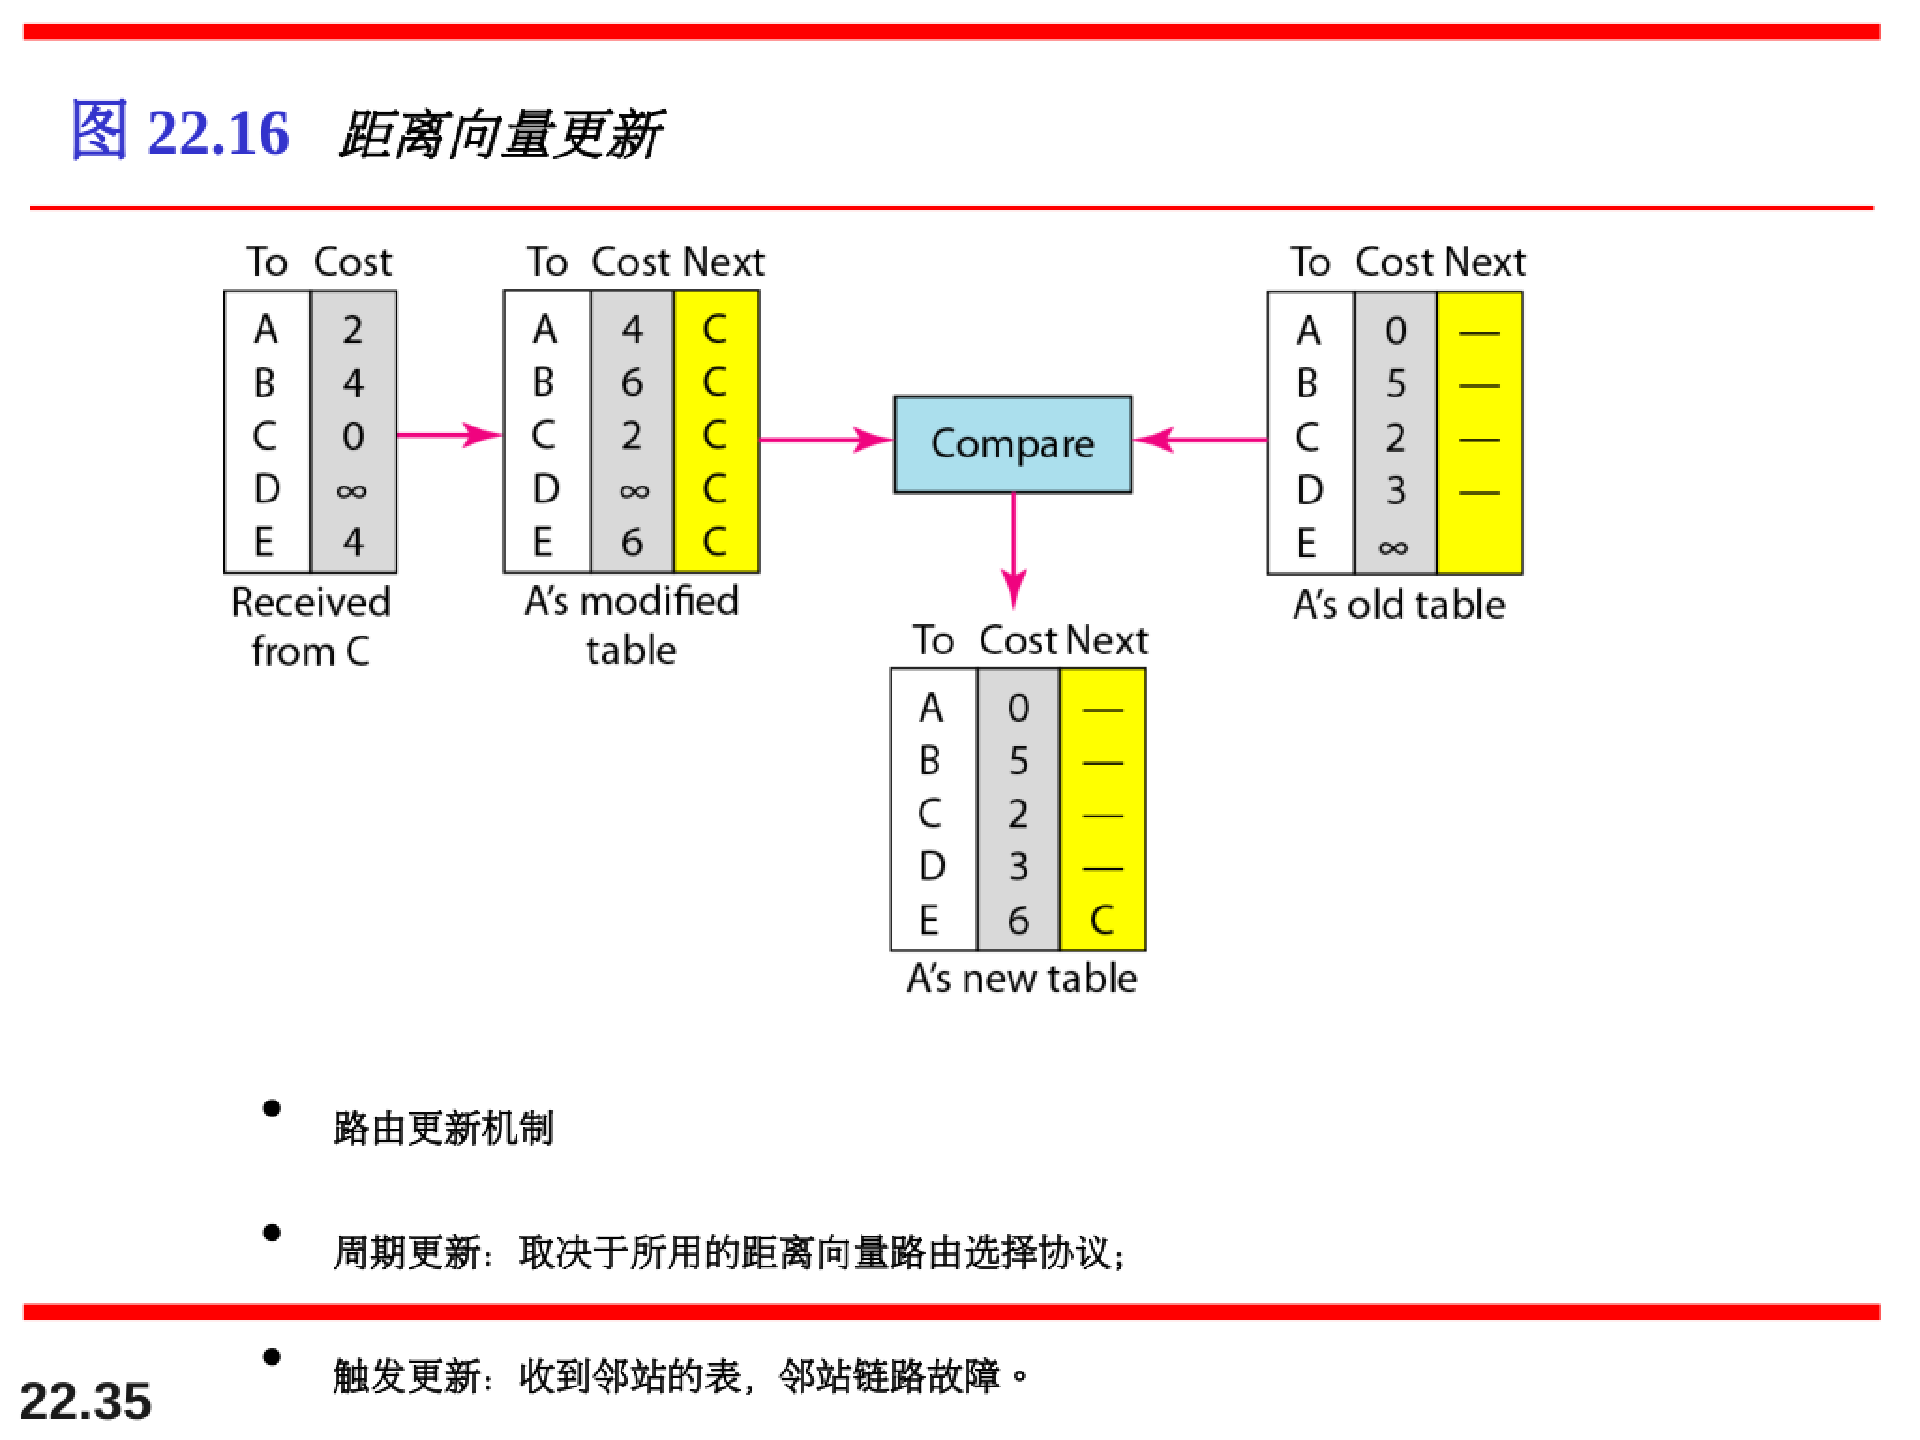 图 22.16 距离向量更新
To Cost
A 2
B 4
C 0
D ∞
E 4
Received
from C
To Cost Next
A 4 C
B 6 C
C 2 C
D ∞ C
E 6 C
A's modified
table
Compare
To Cost Next
A 0 —
B 5 —
C 2 —
D 3 —
E ∞
A's old table
To Cost Next
A 0 —
B 5 —
C 2 —
D 3 —
E 6 C
A's new table
• 路由更新机制
• 周期更新：取决于所用的距离向量路由选择协议；
• 触发更新：收到邻站的表，邻站链路故障。
22.35